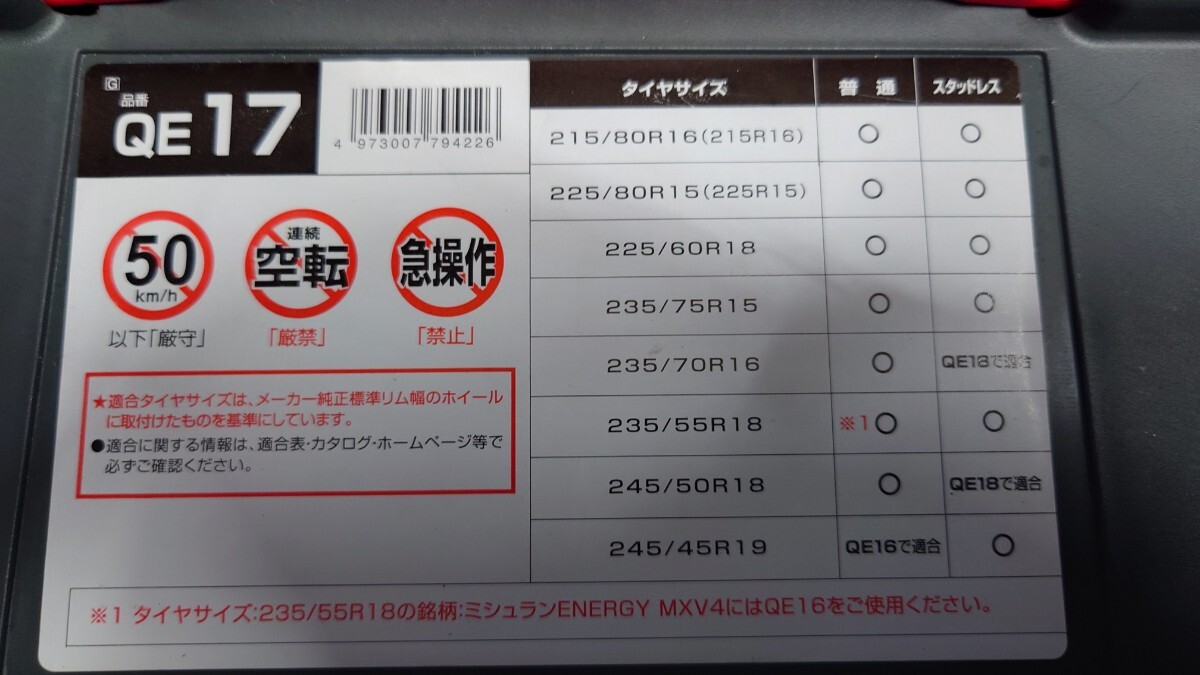 G
品番
QE17
4 973007 794226
50
km/h
以下「厳守」
連続
空転
「厳禁」
急操作
「禁止」
★適合タイヤサイズは、メーカー純正標準リム幅のホイール
に取付けたものを基準にしています。
●適合に関する情報は、適合表・カタログ・ホームページ等で
必ずご確認ください。
タイヤサイズ 普通 スタッドレス
215/80R16(215R16) ○ ○
225/80R15(225R15) ○ ○
225/60R18 ○ ○
235/75R15 ○ ○
235/70R16 ○ QE18で適合
235/55R18 ※1○ ○
245/50R18 ○ QE18で適合
245/45R19 QE16で適合 ○
※1 タイヤサイズ:235/55R18の銘柄:ミシュランENERGY MXV4にはQE16をご使用ください。